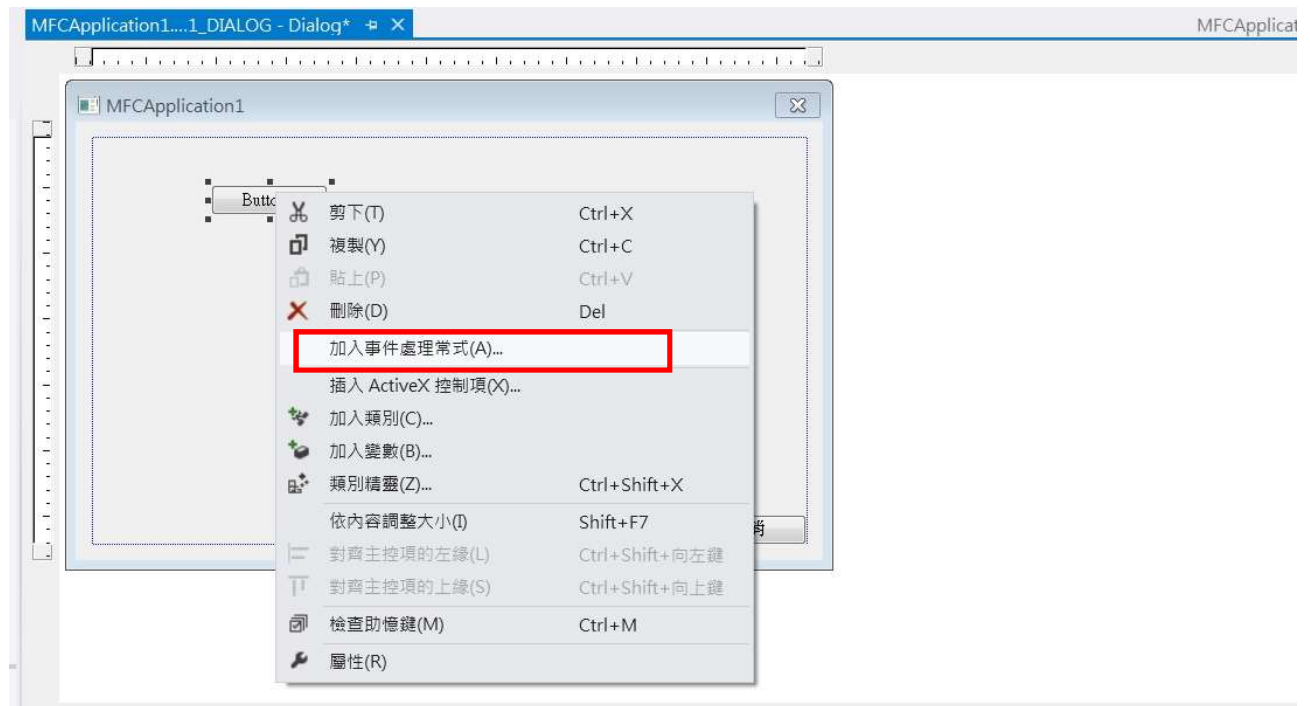 MFCApplication1....1_DIALOG - Dialog*
MFCApplication1
剪下(T) Ctrl+X
複製(Y) Ctrl+C
貼上(P) Ctrl+V
刪除(D) Del
加入事件處理常式(A)...
插入 ActiveX 控制項(X)...
加入類別(C)...
加入變數(B)...
類別精靈(Z)... Ctrl+Shift+X
依內容調整大小(I) Shift+F7
對齊主控項的左緣(L) Ctrl+Shift+向左鍵
對齊主控項的上緣(S) Ctrl+Shift+向上鍵
檢查助憶鍵(M) Ctrl+M
屬性(R)